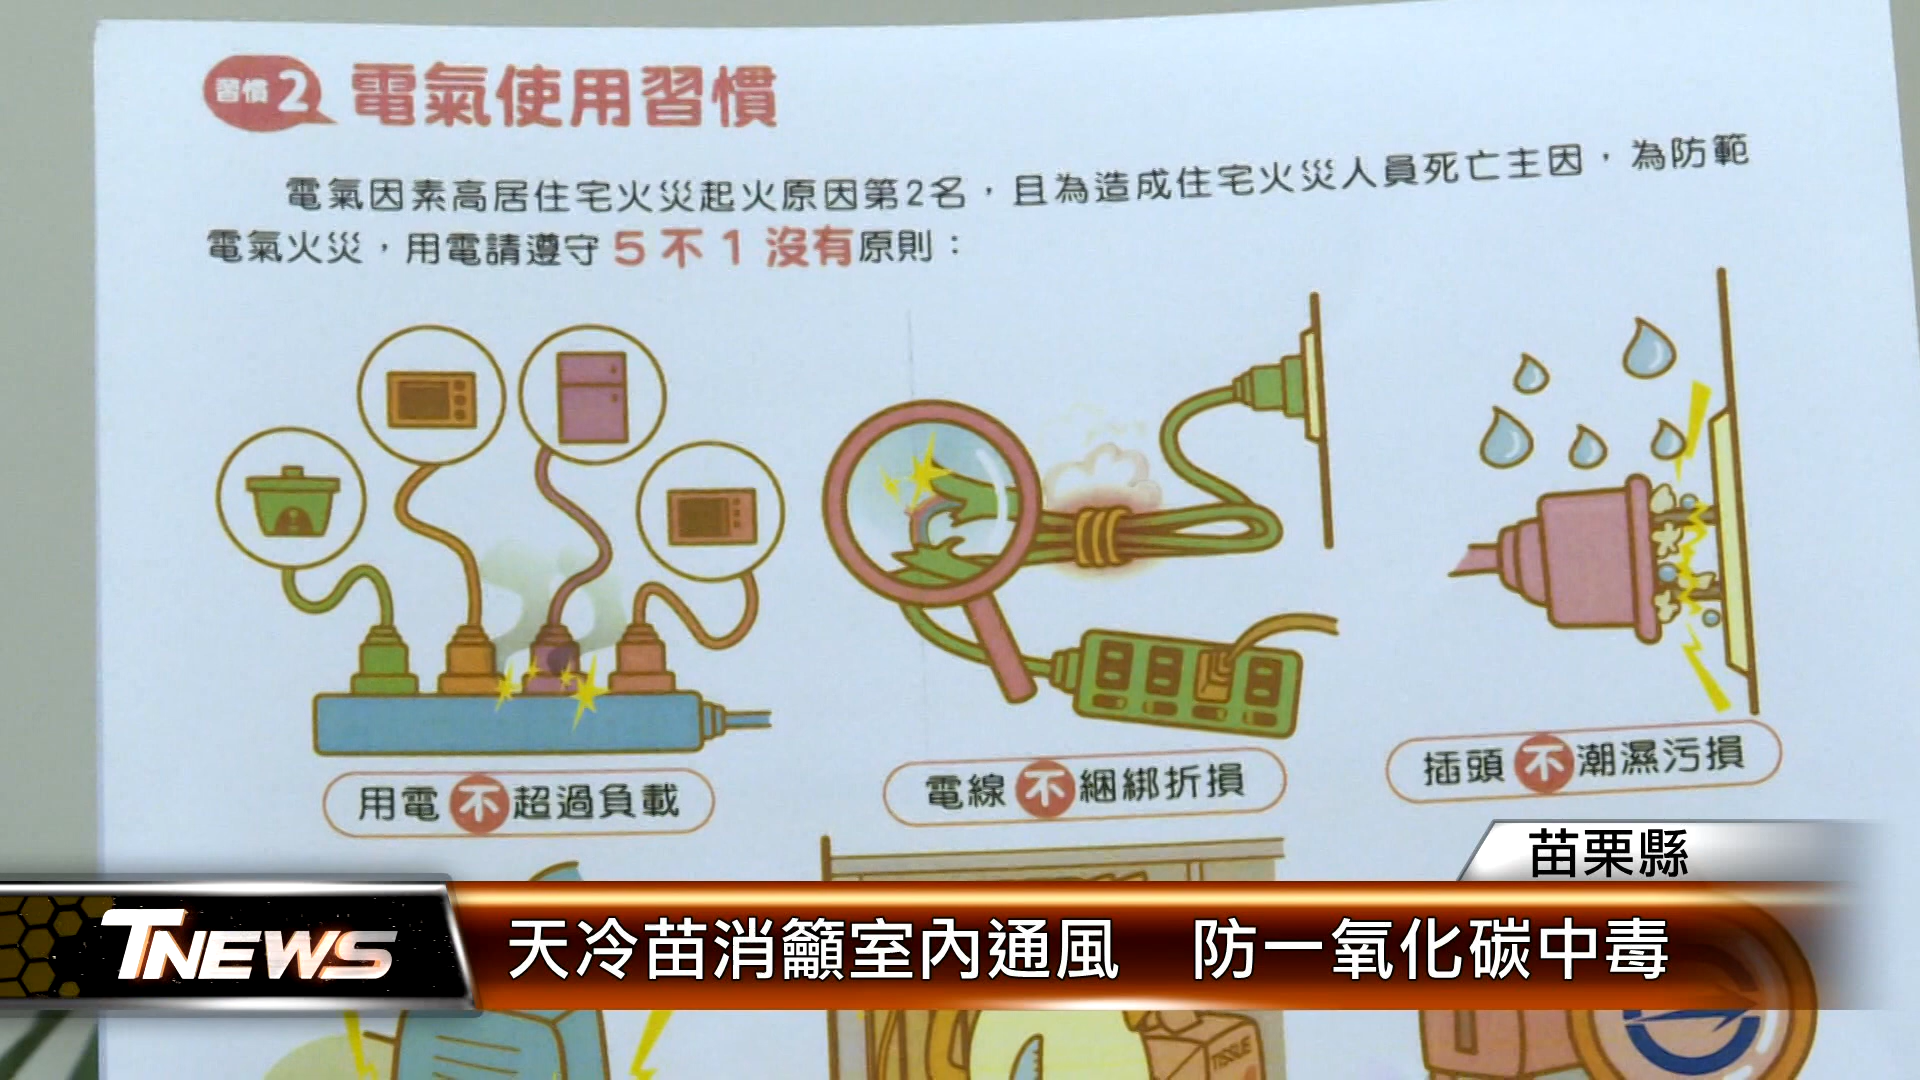 習慣2 電氣使用習慣
電氣因素高居住宅火災起火原因第2名，且為造成住宅火災人員死亡主因，為防範
電氣火災，用電請遵守5不1沒有原則：
用電不超過負載
電線不綑綁折損
插頭不潮濕污損
苗栗縣
TNEWS
天冷苗消籲室內通風 防一氧化碳中毒
TISSUE